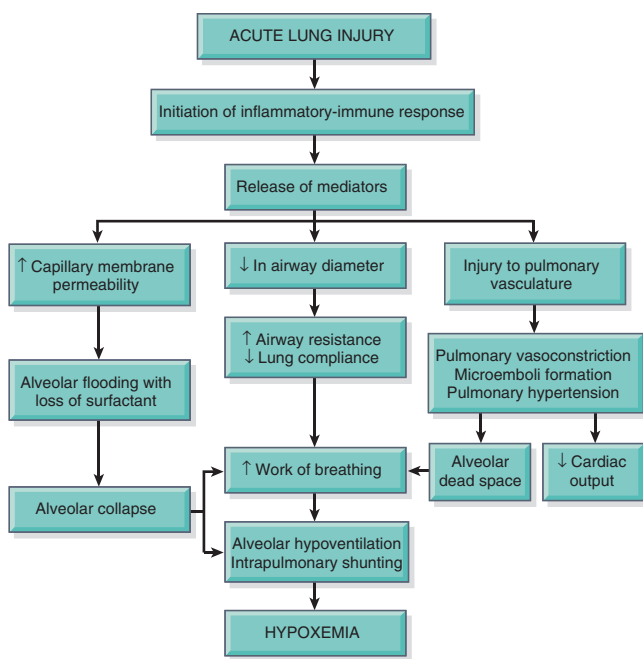 ACUTE LUNG INJURY
Initiation of inflammatory-immune response
Release of mediators
↑ Capillary membrane
permeability
↓ In airway diameter
Injury to pulmonary
vasculature
↑ Airway resistance
↓ Lung compliance
Pulmonary vasoconstriction
Microemboli formation
Pulmonary hypertension
Alveolar flooding with
loss of surfactant
↑ Work of breathing
Alveolar
dead space
↓ Cardiac
output
Alveolar collapse
Alveolar hypoventilation
Intrapulmonary shunting
HYPOXEMIA